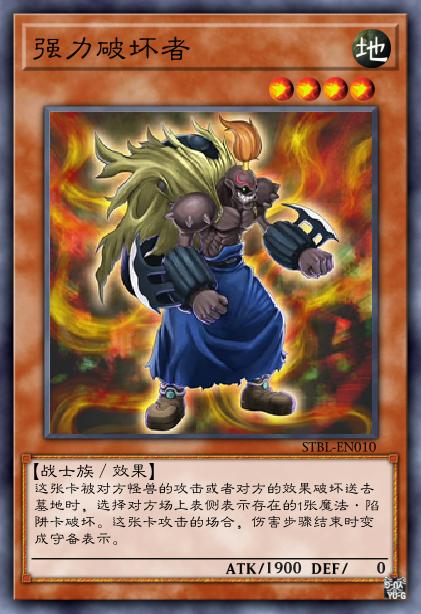 强力破坏者
地
STBL-EN010
【战士族／效果】
这张卡被对方怪兽的攻击或者对方的效果破坏送去
墓地时，选择对方场上表侧表示存在的1张魔法·陷
阱卡破坏。这张卡攻击的场合，伤害步骤结束时变
成守备表示。
ATK/1900 DEF/ 0